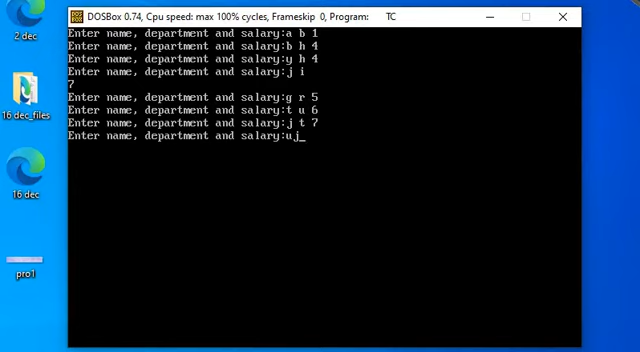 DOSBox 0.74, Cpu speed: max 100% cycles, Frameskip 0, Program: TC
Enter name, department and salary:a b 1
Enter name, department and salary:b h 4
Enter name, department and salary:y h 4
Enter name, department and salary:j i
7
Enter name, department and salary:g r 5
Enter name, department and salary:t u 6
Enter name, department and salary:j t 7
Enter name, department and salary:uj_
2 dec
16 dec_files
16 dec
pro1